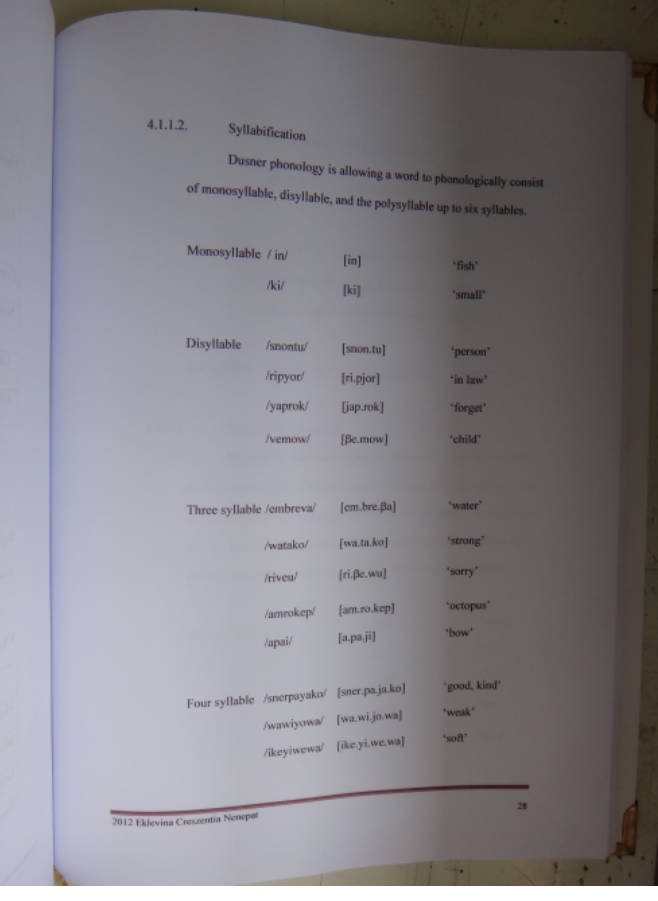 4.1.1.2. Syllabification
Dusner phonology is allowing a word to phonologically consist
of monosyllable, disyllable, and the polysyllable up to six syllables.
Monosyllable / in/ [in] ‘fish’
/ki/ [ki] ‘small’
Disyllable /snontu/ [snon.tu] ‘person’
/ripyor/ [ri.pjor] ‘in law’
/yaprok/ [jap.rok] ‘forget’
/vemow/ [βe.mow] ‘child’
Three syllable /embreva/ [em.bre.βa] ‘water’
/watako/ [wa.ta.ko] ‘strong’
/riveu/ [ri.βe.wu] ‘sorry’
/amrokep/ [am.ro.kep] ‘octopus’
/apai/ [a.pa.ji] ‘bow’
Four syllable /snerpayako/ [sner.pa.ja.ko] ‘good, kind’
/wawiyowa/ [wa.wi.jo.wa] ‘weak’
/ikeyiwewa/ [ike.yi.we.wa] ‘soft’
2012 Eklevina Creszentia Nenepat 28